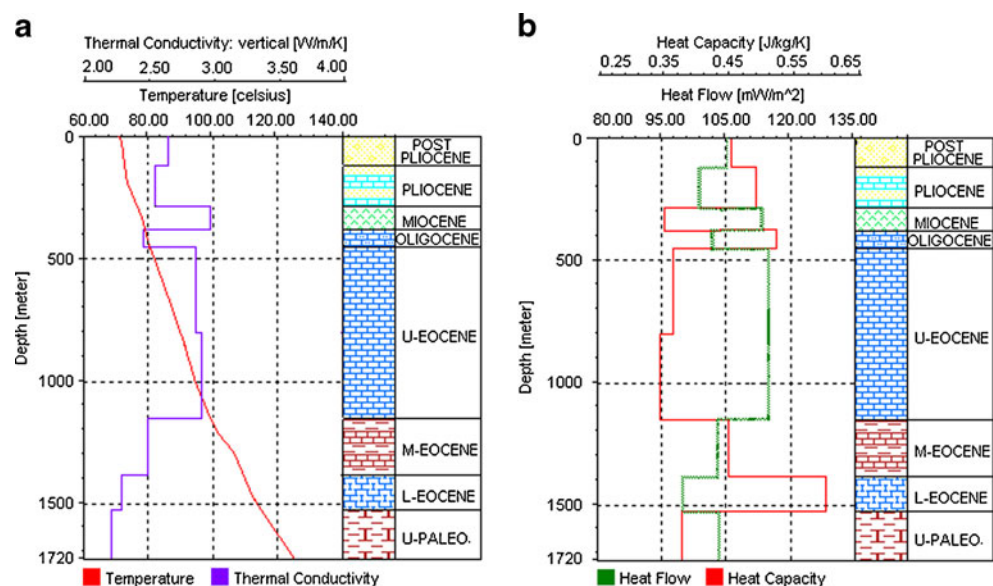 a
Thermal Conductivity: vertical [W/m/K]
2.00 2.50 3.00 3.50 4.00
Temperature [celsius]
60.00 80.00 100.00 120.00 140.00
0
500
1000
1500
1720
Depth [meter]
POST
PLIOCENE
PLIOCENE
MIOCENE
OLIGOCENE
U-EOCENE
M-EOCENE
L-EOCENE
U-PALEO.
Temperature Thermal Conductivity
b
Heat Capacity [J/kg/K]
0.25 0.35 0.45 0.55 0.65
Heat Flow [mW/m^2]
80.00 95.00 105.00 120.00 135.00
0
500
1000
1500
1720
Depth [meter]
POST
PLIOCENE
PLIOCENE
MIOCENE
OLIGOCENE
U-EOCENE
M-EOCENE
L-EOCENE
U-PALEO.
Heat Flow Heat Capacity